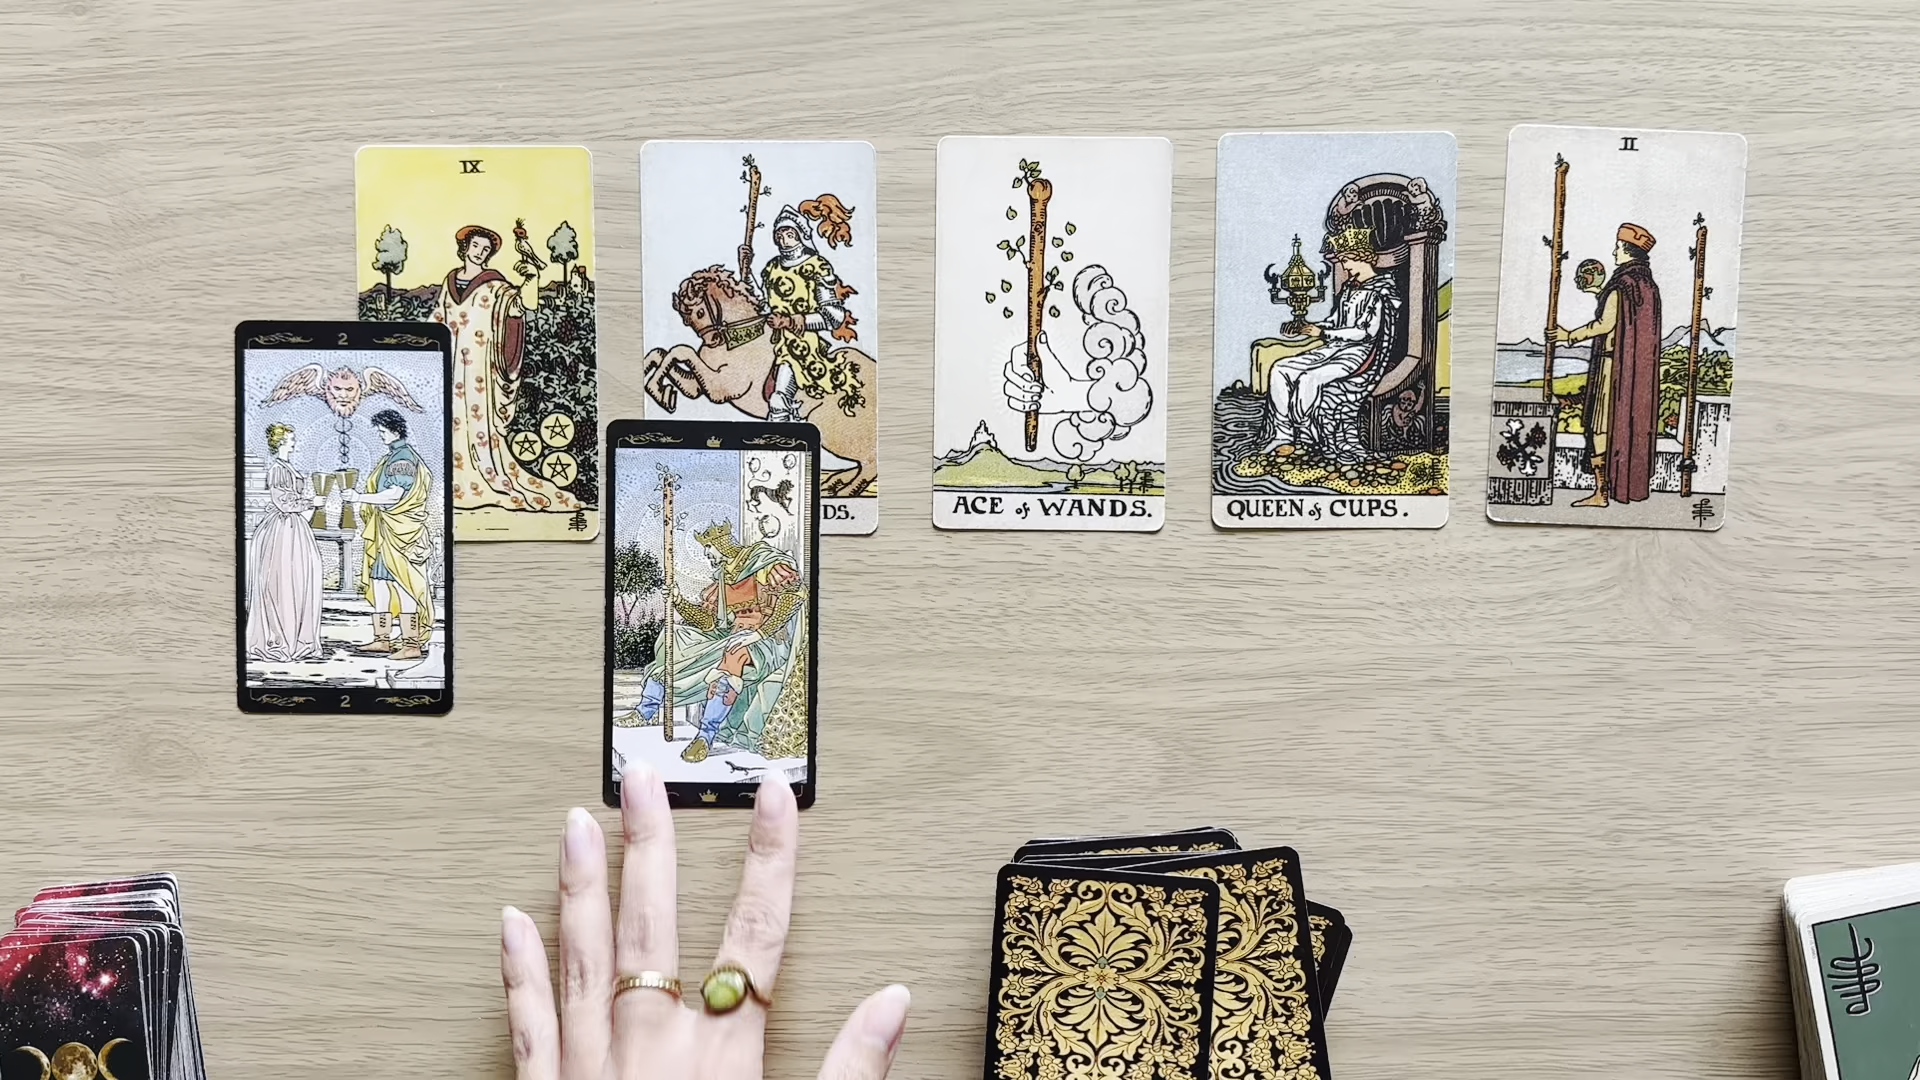 IX
II
2
DS.
ACE of WANDS.
QUEEN of CUPS.
2